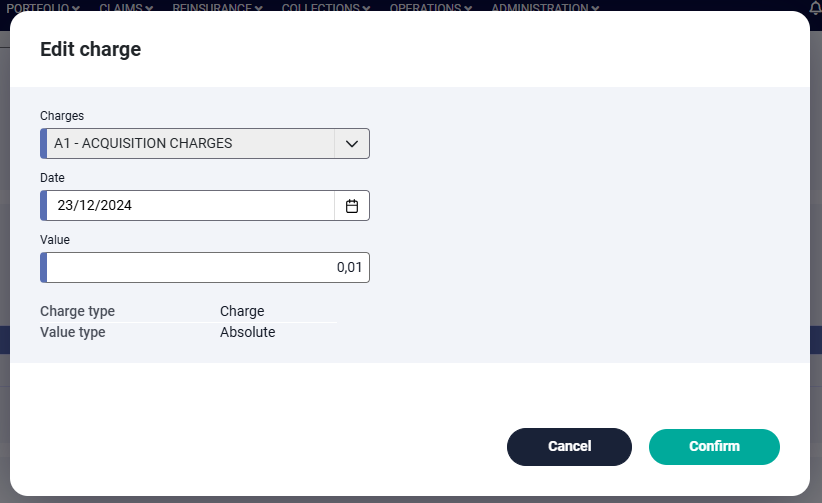 PORTFOLIO CLAIMS REINSURANCE COLLECTIONS OPERATIONS ADMINISTRATION
Edit charge
Charges
A1 - ACQUISITION CHARGES
Date
23/12/2024
Value
0,01
Charge type Charge
Value type Absolute
Cancel Confirm